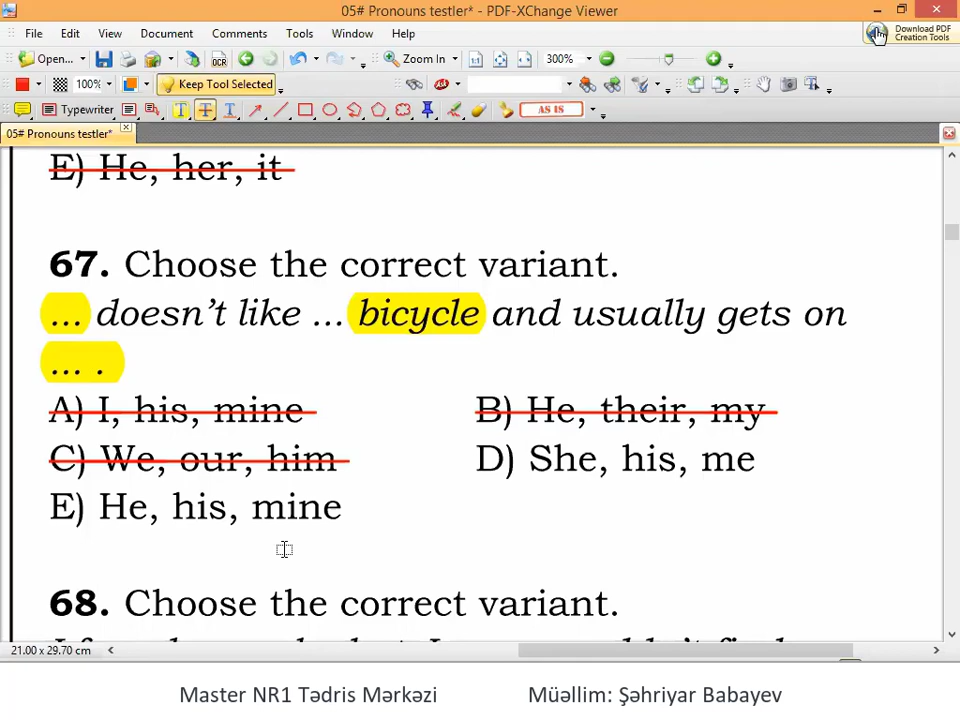 05# Pronouns testler* - PDF-XChange Viewer
File Edit View Document Comments Tools Window Help
Download PDF
Creation Tools
Open... OCR Zoom In 300%
100% Keep Tool Selected
Typewriter AS IS
05# Pronouns testler*
E) He, her, it
67. Choose the correct variant.
... doesn’t like ... bicycle and usually gets on
... .
A) I, his, mine B) He, their, my
C) We, our, him D) She, his, me
E) He, his, mine
68. Choose the correct variant.
21.00 x 29.70 cm
Master NR1 Tədris Mərkəzi Müəllim: Şəhriyar Babayev